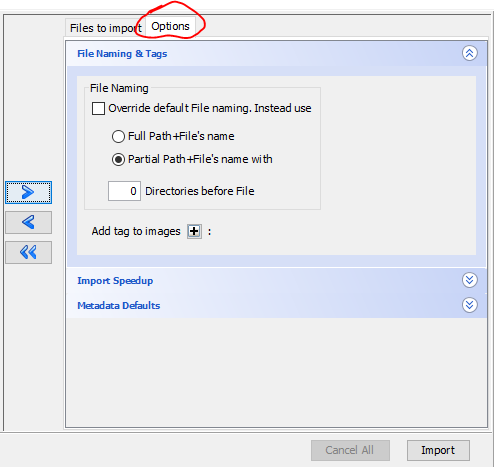 Files to import
Options
File Naming & Tags
File Naming
Override default File naming. Instead use
Full Path+File's name
Partial Path+File's name with
0 Directories before File
Add tag to images :
Import Speedup
Metadata Defaults
Cancel All
Import